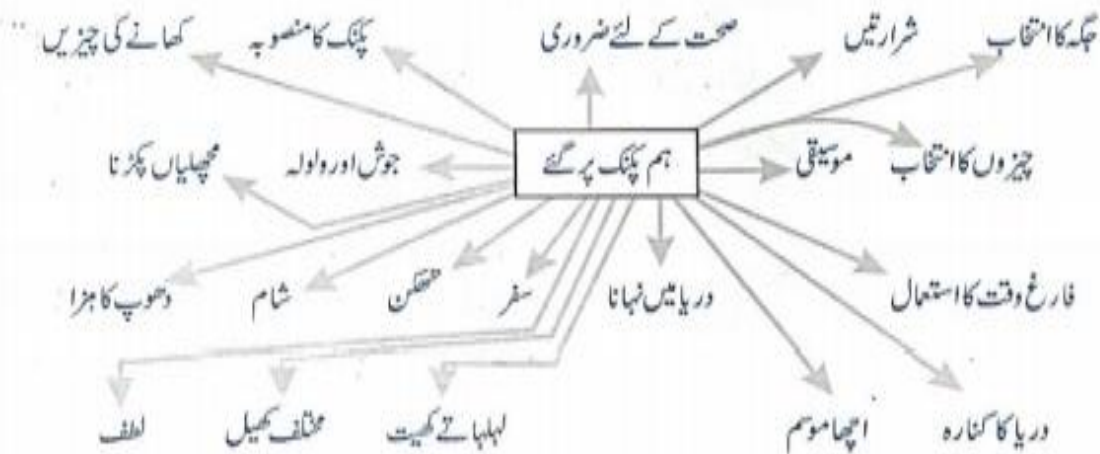 جگہ کا انتخاب شرارتیں صحت کے لئے ضروری پکنک کا منصوبہ کھانے کی چیزیں
چیزوں کا انتخاب موسیقی ہم پکنک پر گئے جوش اور ولولہ مچھلیاں پکڑنا
فارغ وقت کا استعمال دریا میں نہانا سفر تھکن شام دھوپ کا مزا
دریا کا کنارہ اچھا موسم لہلہاتے کھیت مختلف کھیل لطف